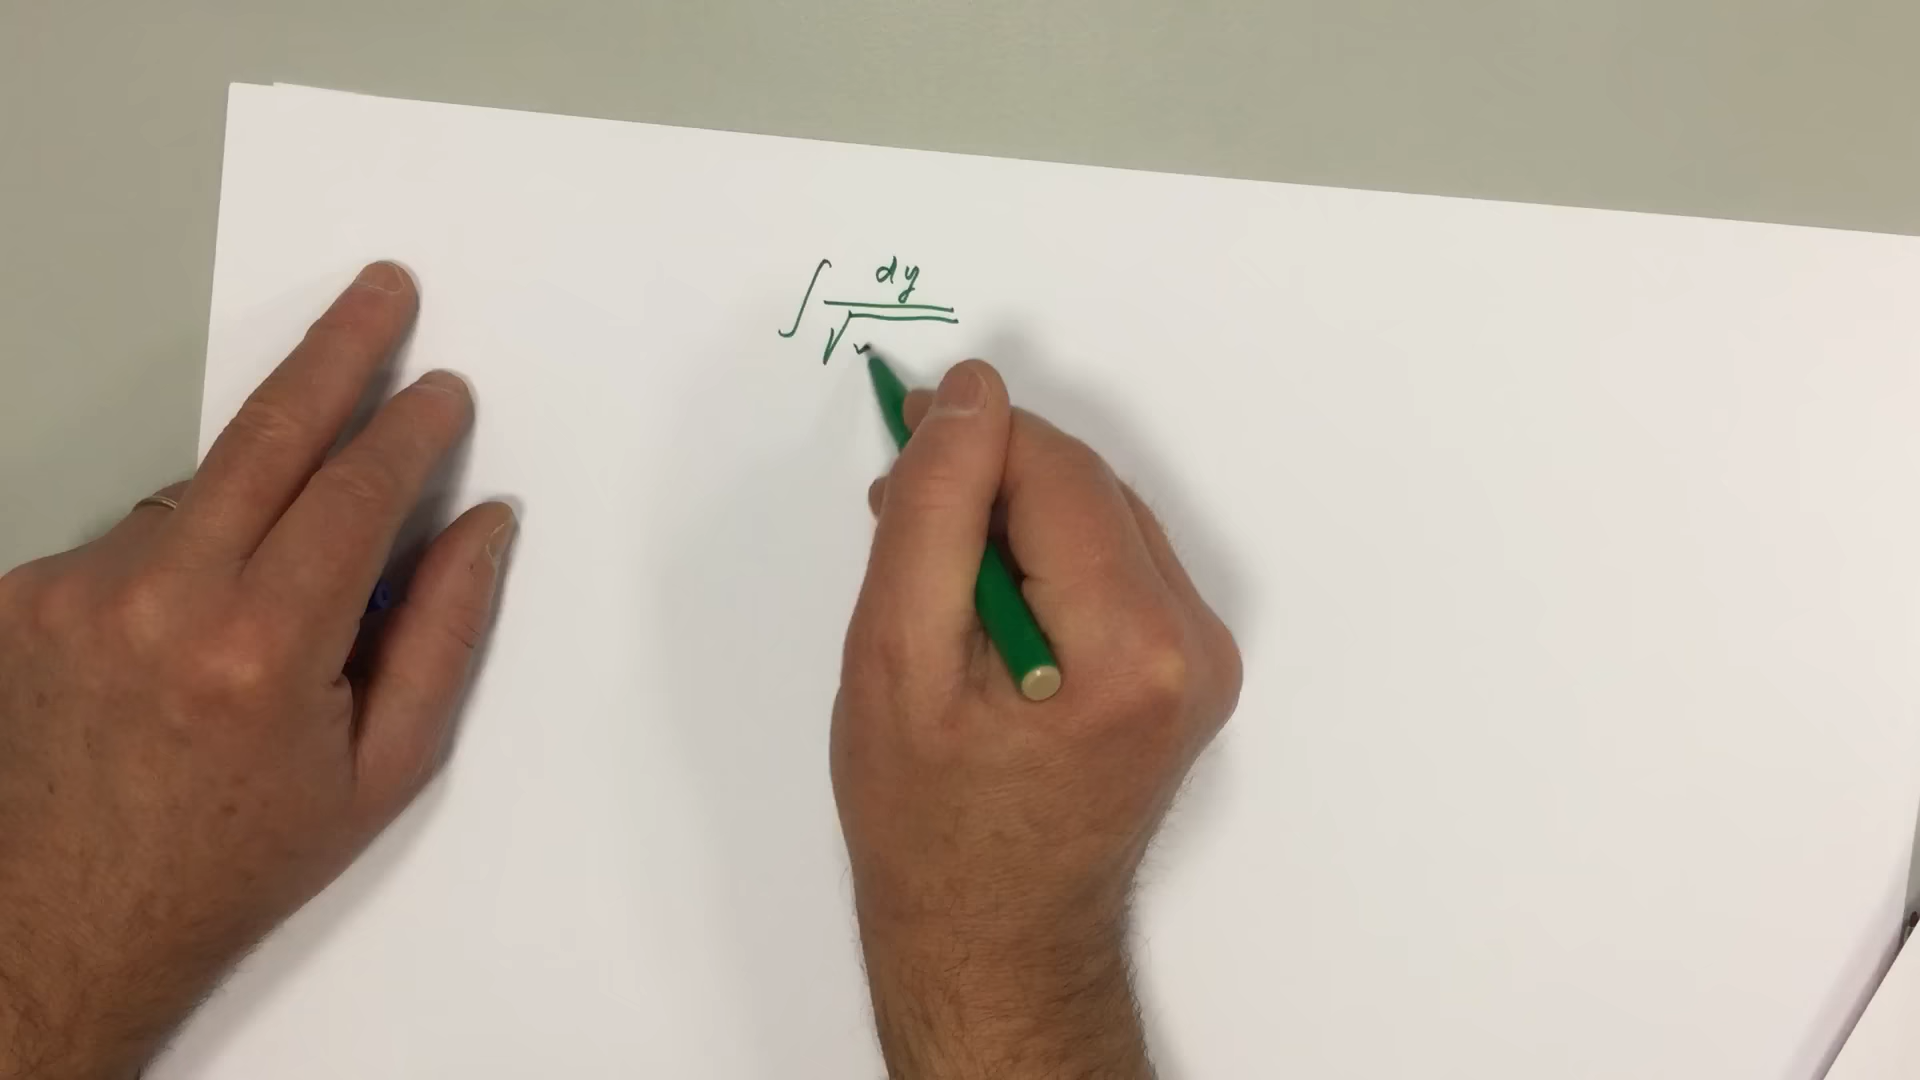 ∫ dy / √